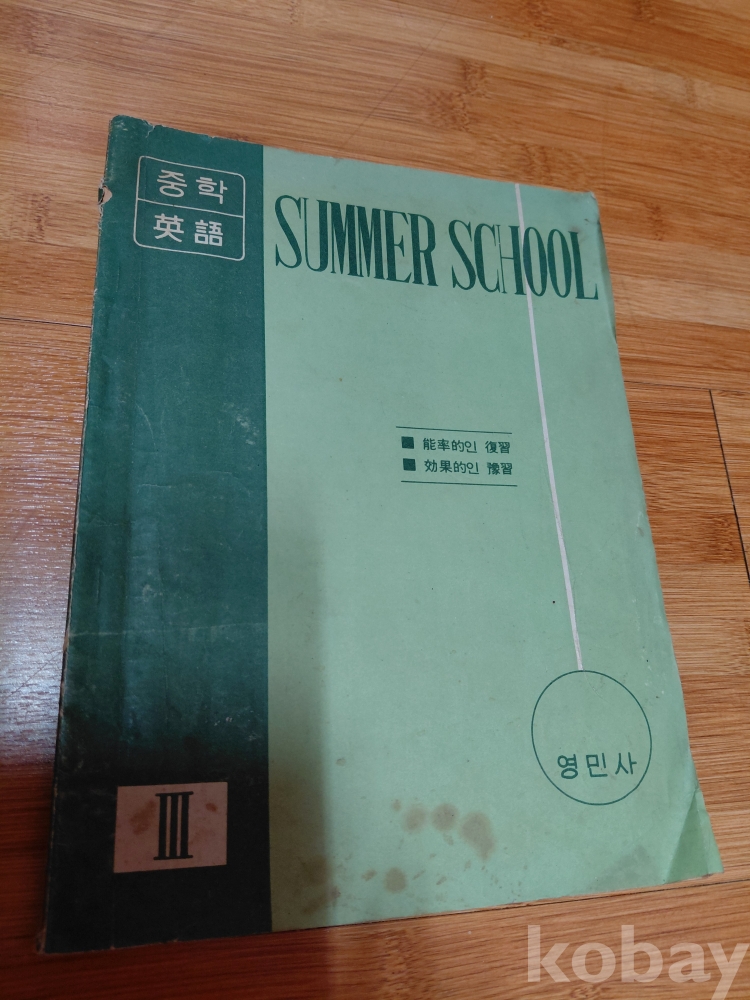 중학
英語
SUMMER SCHOOL
■ 能率的인 復習
■ 効果的인 豫習
영민사
III
kobay